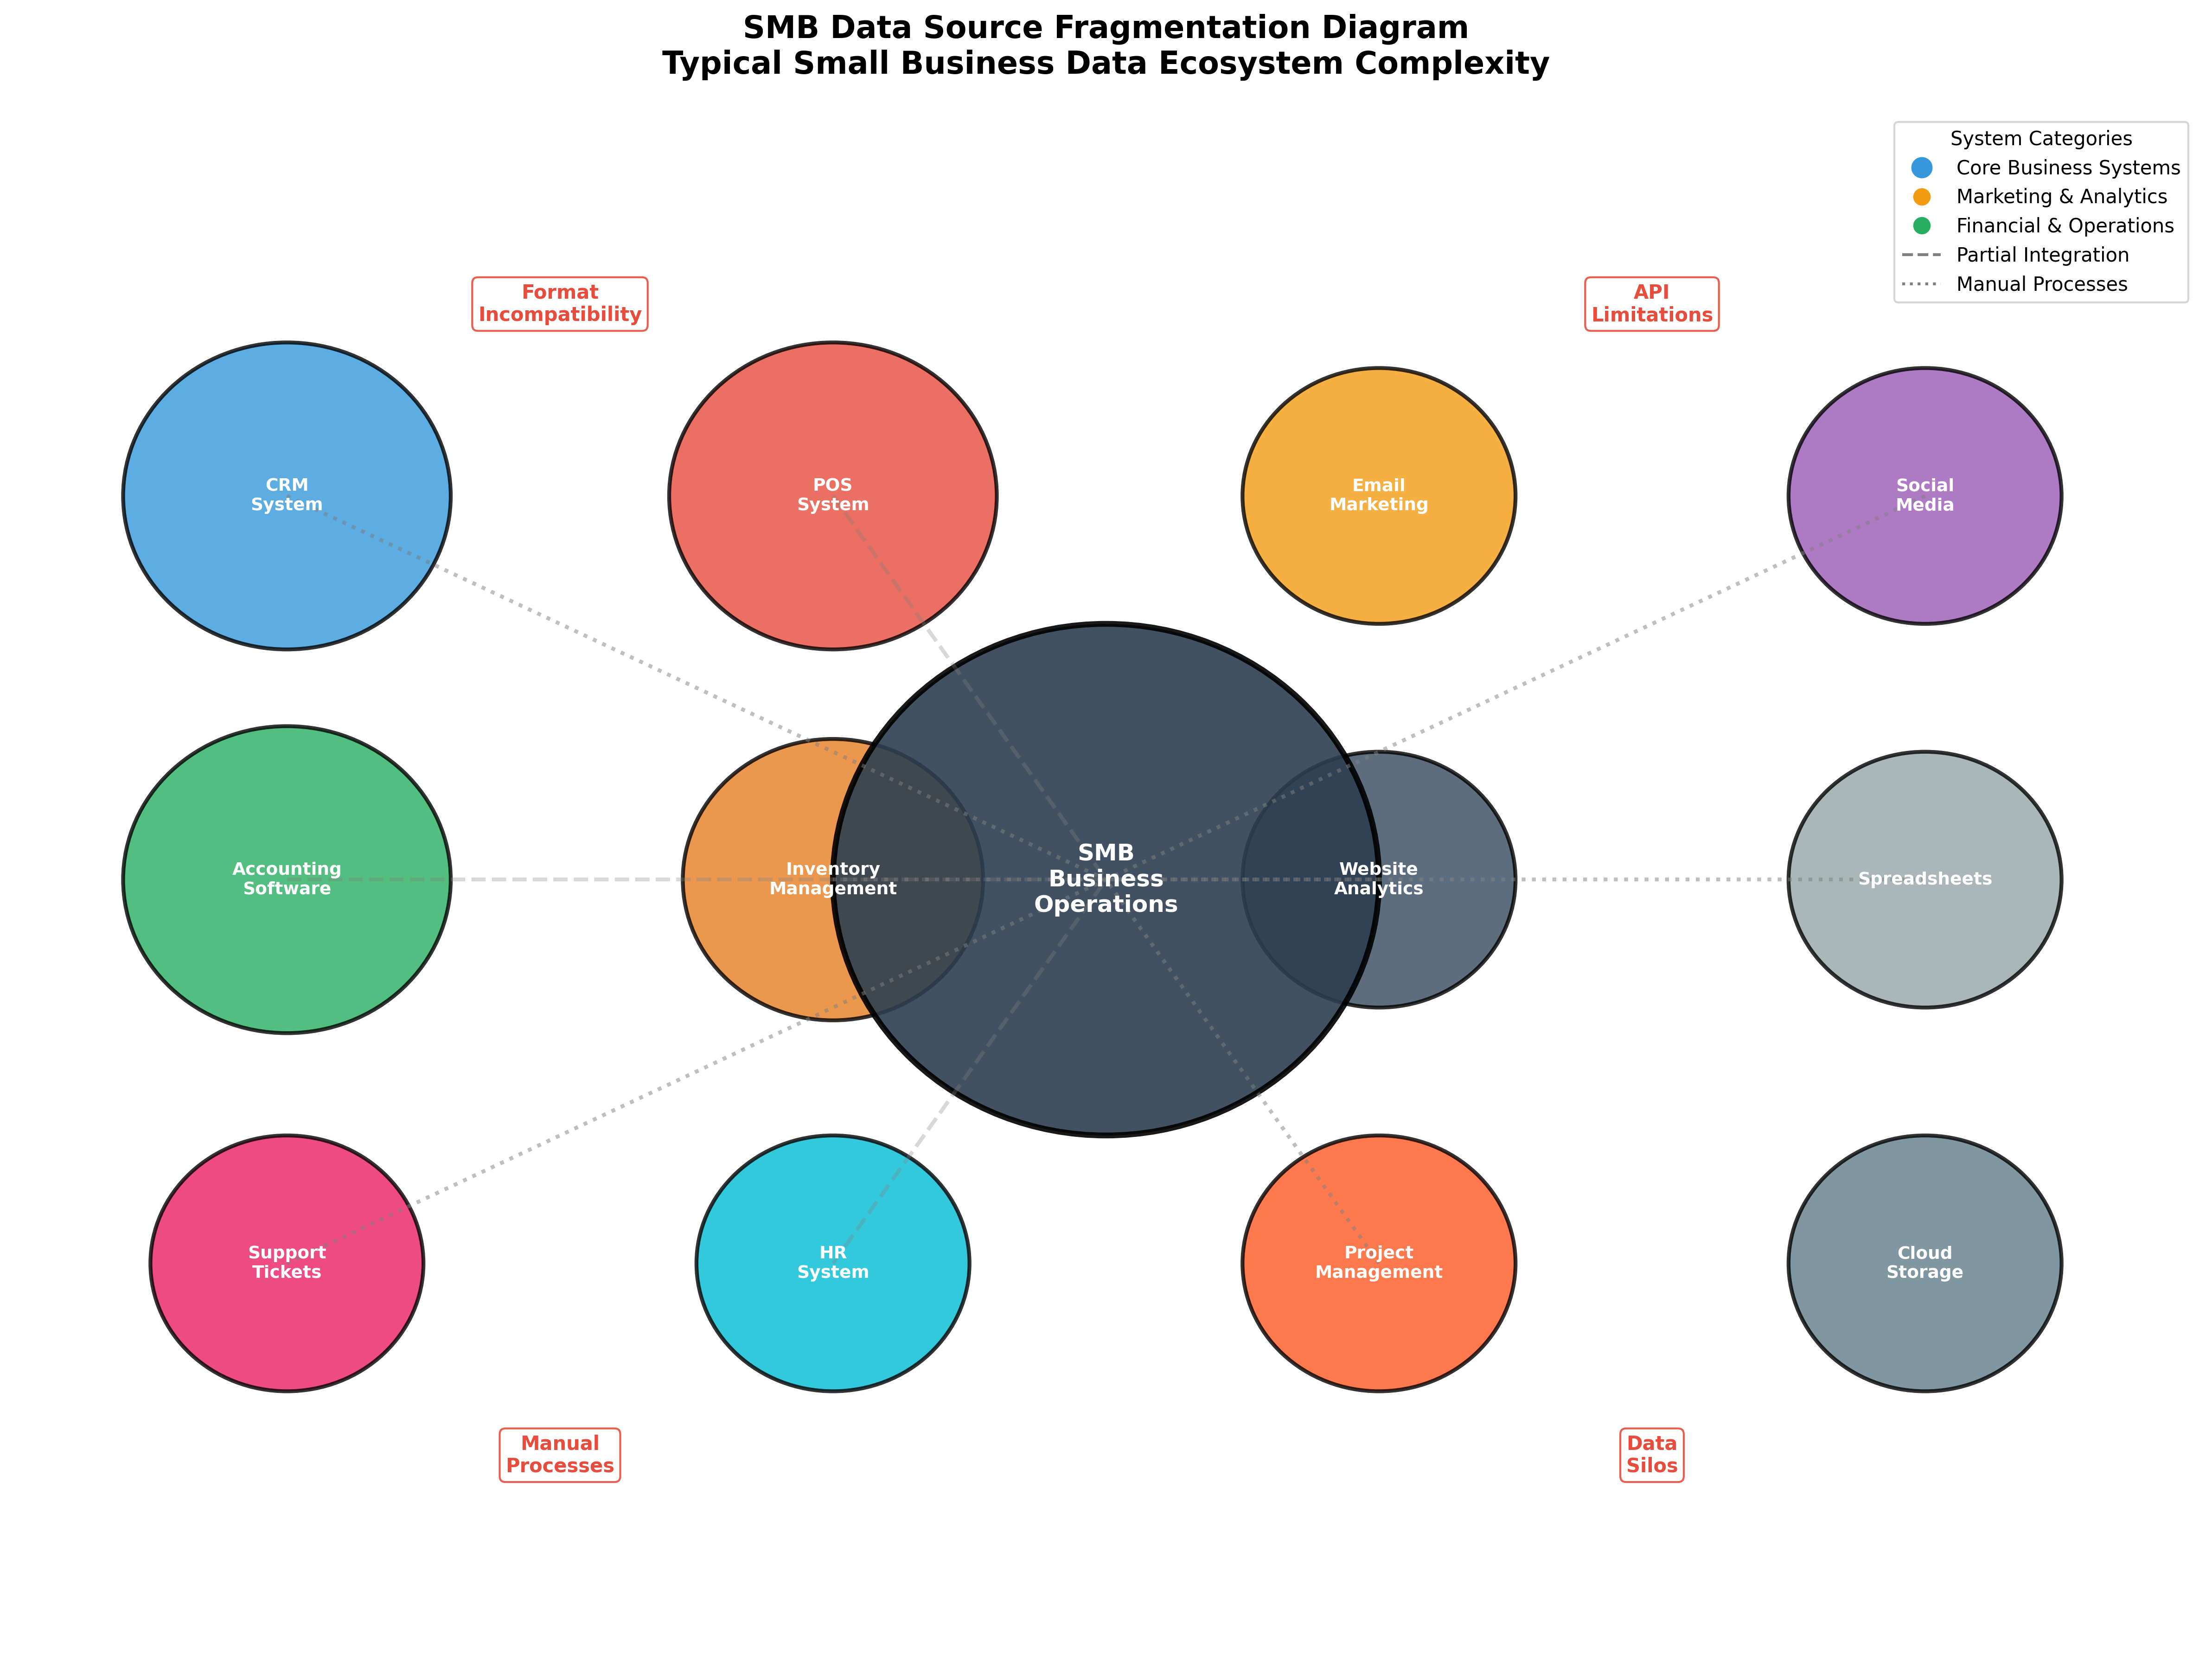 SMB Data Source Fragmentation Diagram
Typical Small Business Data Ecosystem Complexity
System Categories
Core Business Systems
Marketing & Analytics
Financial & Operations
Partial Integration
Manual Processes
Format
Incompatibility
API
Limitations
CRM
System
POS
System
Email
Marketing
Social
Media
Accounting
Software
Inventory
Management
SMB
Business
Operations
Website
Analytics
Spreadsheets
Support
Tickets
HR
System
Project
Management
Cloud
Storage
Manual
Processes
Data
Silos